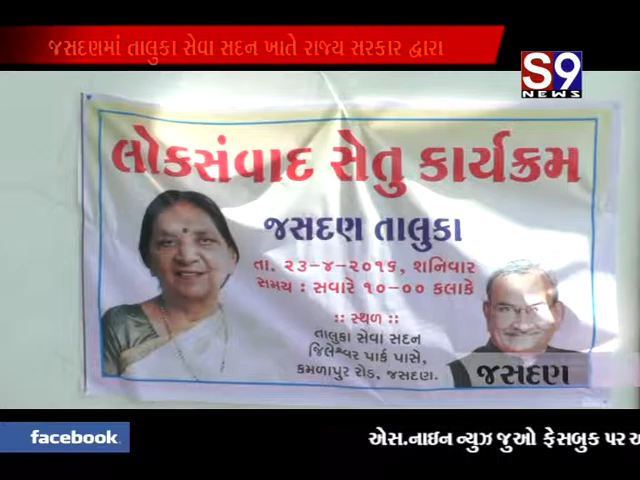 જસદણમાં તાલુકા સેવા સદન ખાતે રાજ્ય સરકાર દ્વારા
S9
NEWS
લોકસંવાદ સેતુ કાર્યક્રમ
જસદણ તાલુકા
તા. ૨૩-૪-૨૦૧૬, શનિવાર
સમય : સવારે ૧૦-૦૦ કલાકે
:: સ્થળ ::
તાલુકા સેવા સદન
જિલેશ્વર પાર્ક પાસે,
કમળાપુર રોડ, જસદણ.
જસદણ
facebook
એસ.નાઇન ન્યુઝ જુઓ ફેસબુક પર